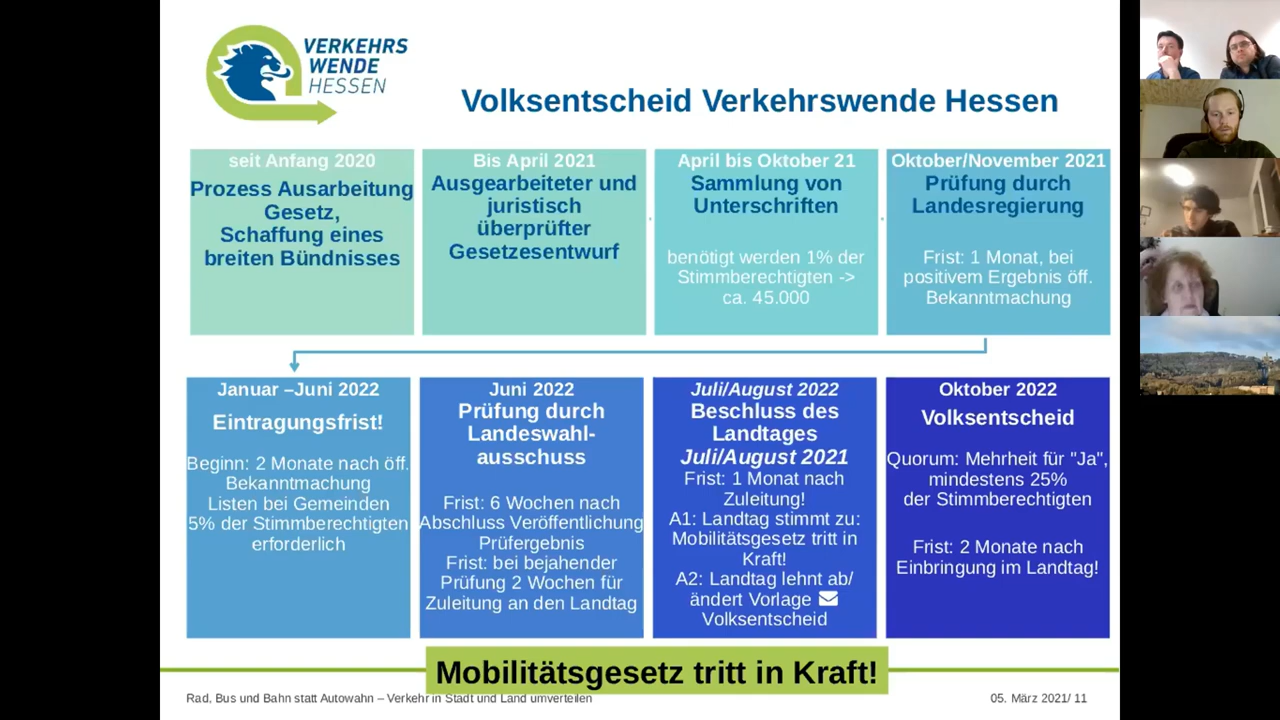 VERKEHRS
WENDE
HESSEN
Volksentscheid Verkehrswende Hessen
seit Anfang 2020
Prozess Ausarbeitung
Gesetz,
Schaffung eines
breiten Bündnisses
Bis April 2021
Ausgearbeiteter und
juristisch
überprüfter
Gesetzesentwurf
April bis Oktober 21
Sammlung von
Unterschriften
benötigt werden 1% der
Stimmberechtigten ->
ca. 45.000
Oktober/November 2021
Prüfung durch
Landesregierung
Frist: 1 Monat, bei
positivem Ergebnis öff.
Bekanntmachung
Januar –Juni 2022
Eintragungsfrist!
Beginn: 2 Monate nach öff.
Bekanntmachung
Listen bei Gemeinden
5% der Stimmberechtigten
erforderlich
Juni 2022
Prüfung durch
Landeswahl-
ausschuss
Frist: 6 Wochen nach
Abschluss Veröffentlichung
Prüfergebnis
Frist: bei bejahender
Prüfung 2 Wochen für
Zuleitung an den Landtag
Juli/August 2022
Beschluss des
Landtages
Juli/August 2021
Frist: 1 Monat nach
Zuleitung!
A1: Landtag stimmt zu:
Mobilitätsgesetz tritt in
Kraft!
A2: Landtag lehnt ab/
ändert Vorlage
Volksentscheid
Oktober 2022
Volksentscheid
Quorum: Mehrheit für "Ja",
mindestens 25%
der Stimmberechtigten
Frist: 2 Monate nach
Einbringung im Landtag!
Mobilitätsgesetz tritt in Kraft!
Rad, Bus und Bahn statt Autowahn – Verkehr in Stadt und Land umverteilen
05. März 2021/ 11